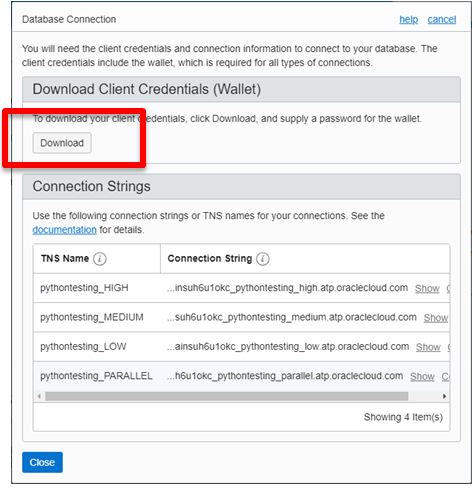 Database Connection help cancel
You will need the client credentials and connection information to connect to your database. The
client credentials include the wallet, which is required for all types of connections.
Download Client Credentials (Wallet)
To download your client credentials, click Download, and supply a password for the wallet.
Download
Connection Strings
Use the following connection strings or TNS names for your connections. See the
documentation for details.
TNS Name i Connection String i
pythontesting_HIGH ...insuh6u1okc_pythontesting_high.atp.oraclecloud.com Show
pythontesting_MEDIUM ...suh6u1okc_pythontesting_medium.atp.oraclecloud.com Show
pythontesting_LOW ...ainsuh6u1okc_pythontesting_low.atp.oraclecloud.com Show
pythontesting_PARALLEL ...h6u1okc_pythontesting_parallel.atp.oraclecloud.com Show
Showing 4 Item(s)
Close